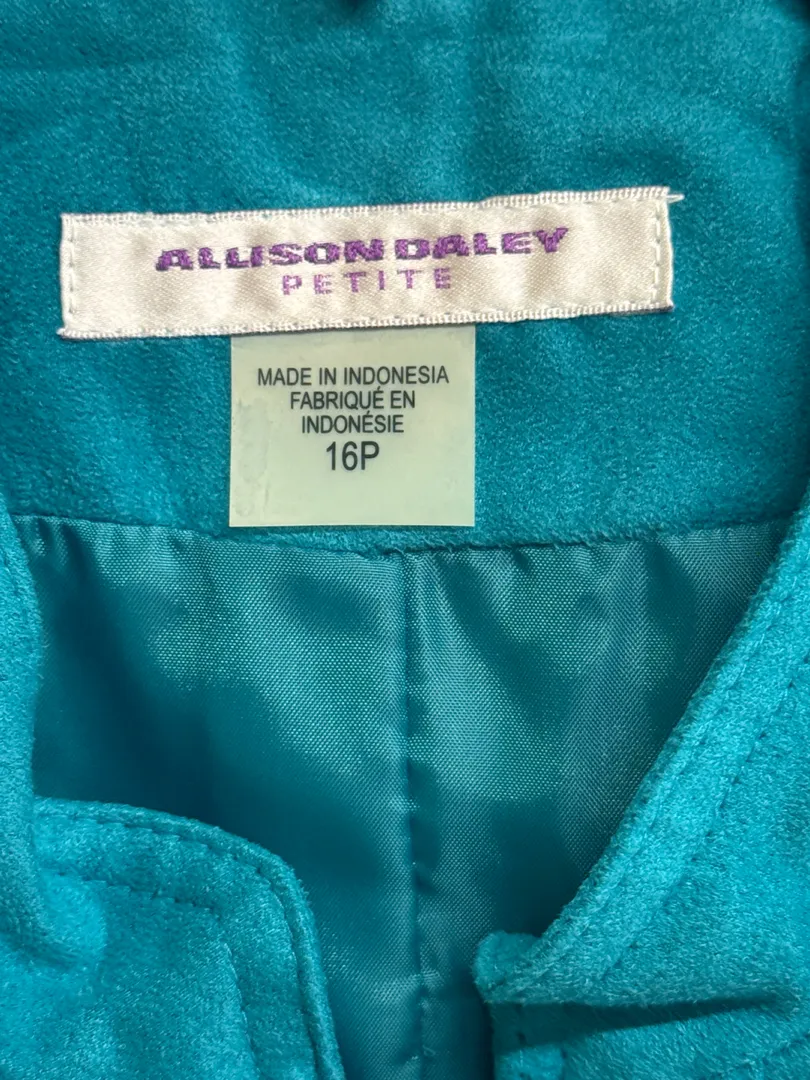 ALLISON DALEY
PETITE
MADE IN INDONESIA
FABRIQUÉ EN
INDONÉSIE
16P